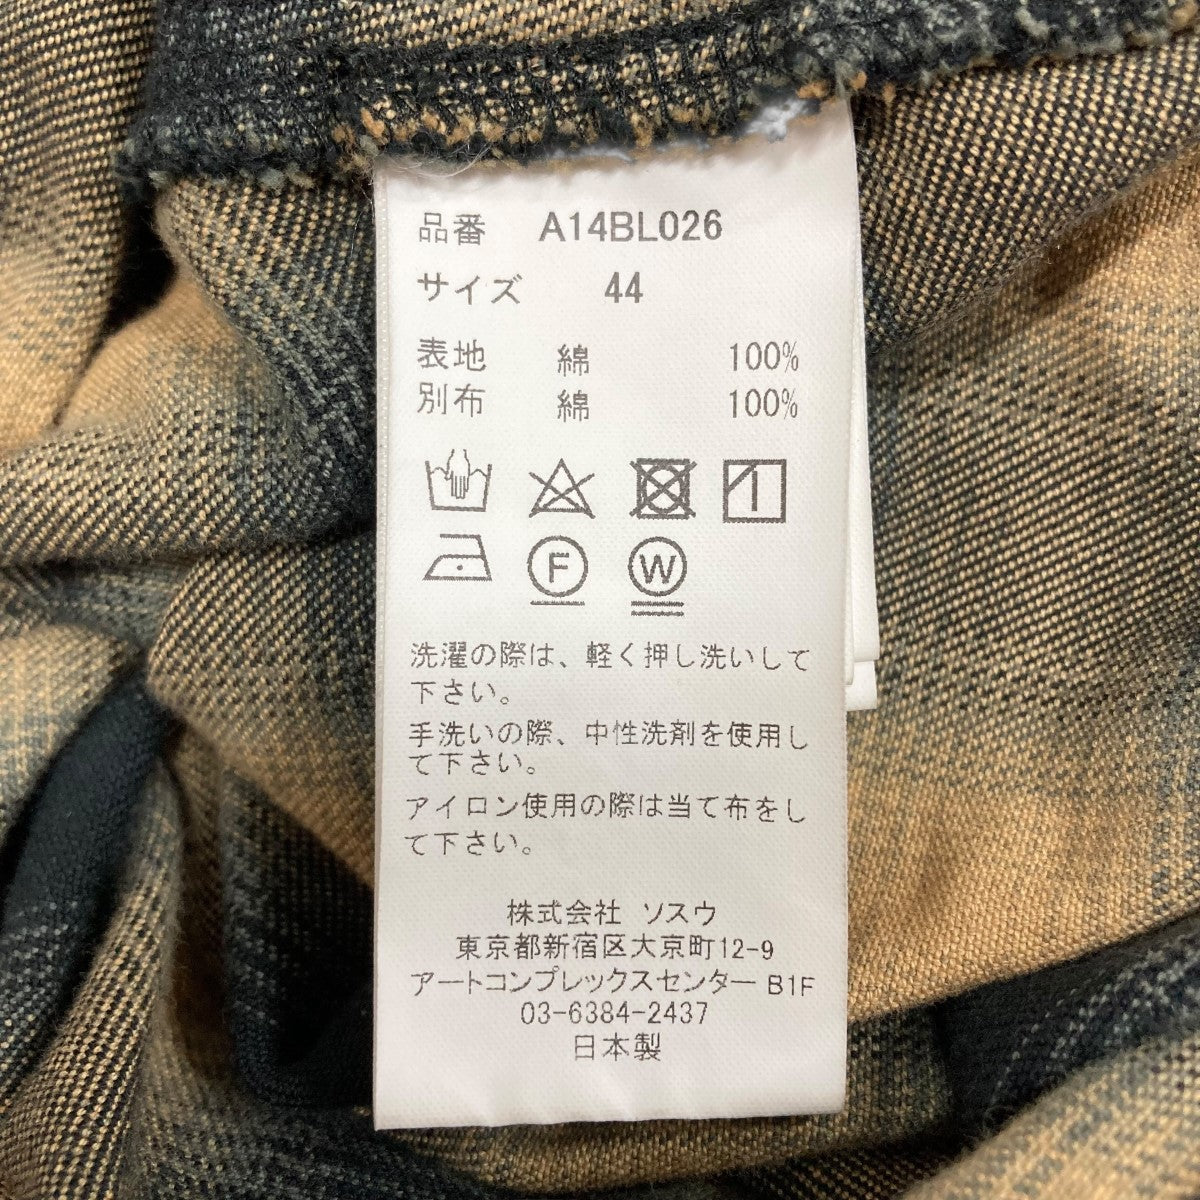 品番 A14BL026
サイズ 44
表地 綿 100%
別布 綿 100%
F W
洗濯の際は、軽く押し洗いして
下さい。
手洗いの際、中性洗剤を使用し
て下さい。
アイロン使用の際は当て布をし
て下さい。
株式会社 ソスウ
東京都新宿区大京町12-9
アートコンプレックスセンター B1F
03-6384-2437
日本製